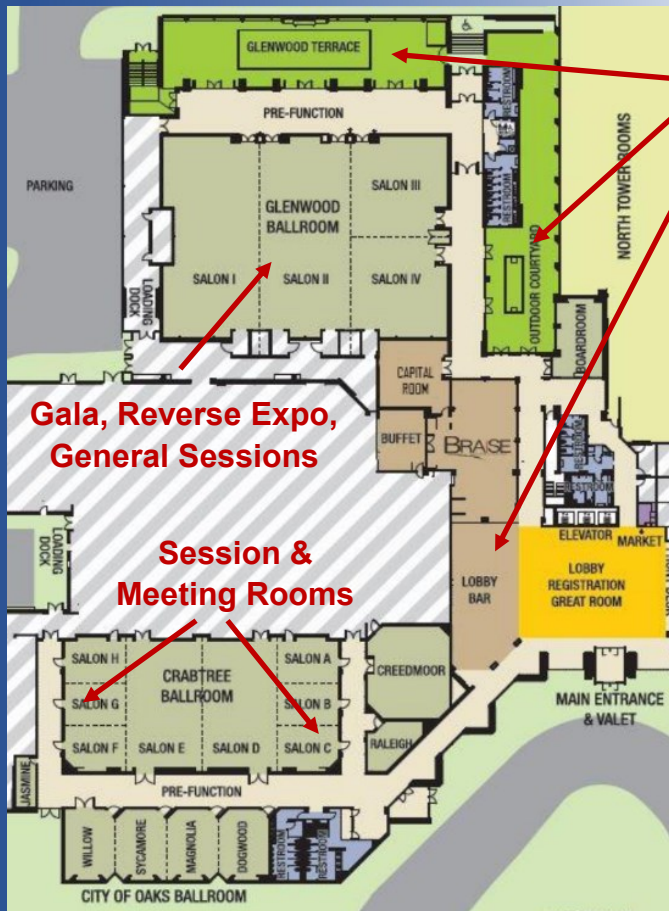 GLENWOOD TERRACE
PRE-FUNCTION
RESTROOM
RESTROOM
NORTH TOWER ROOMS
PARKING
SALON III
GLENWOOD
BALLROOM
SALON I
SALON II
SALON IV
OUTDOOR COURTYARD
LOADING
DOCK
BOARDROOM
CAPITAL
ROOM
Gala, Reverse Expo,
General Sessions
BUFFET
BRAISE
RESTROOM
RESTROOM
ELEVATOR
MARKET
LOADING
DOCK
Session &
Meeting Rooms
LOBBY
BAR
LOBBY
REGISTRATION
GREAT ROOM
SALON H
SALON A
CRABTREE
BALLROOM
CREEDMOOR
SALON G
SALON B
MAIN ENTRANCE
& VALET
SALON F
SALON E
SALON D
SALON C
RALEIGH
JASMINE
PRE-FUNCTION
WILLOW
SYCAMORE
MAGNOLIA
DOGWOOD
RESTROOM
RESTROOM
CITY OF OAKS BALLROOM